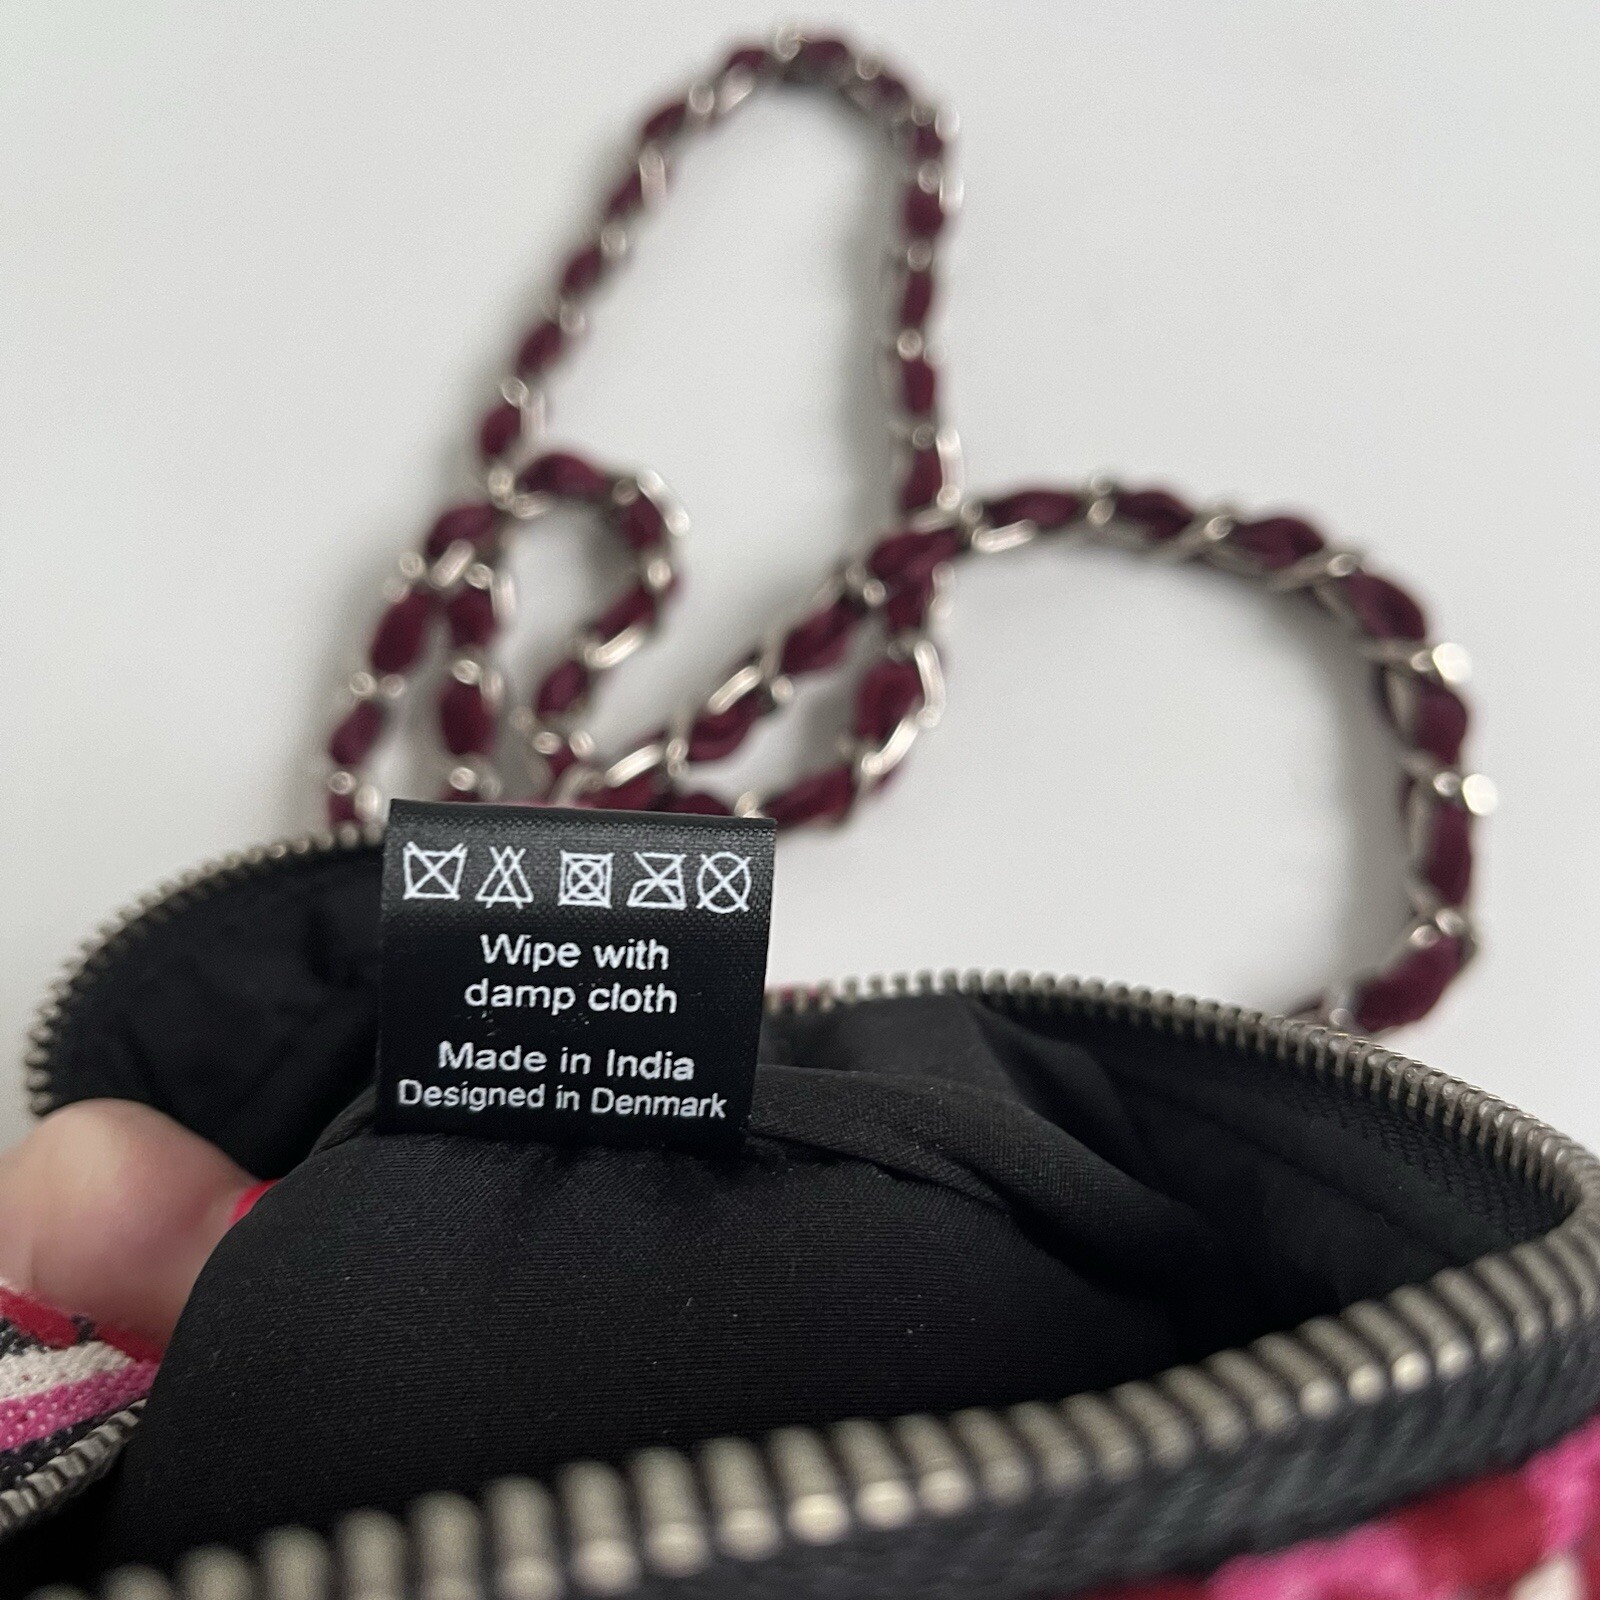 Wipe with
damp cloth
Made in India
Designed in Denmark